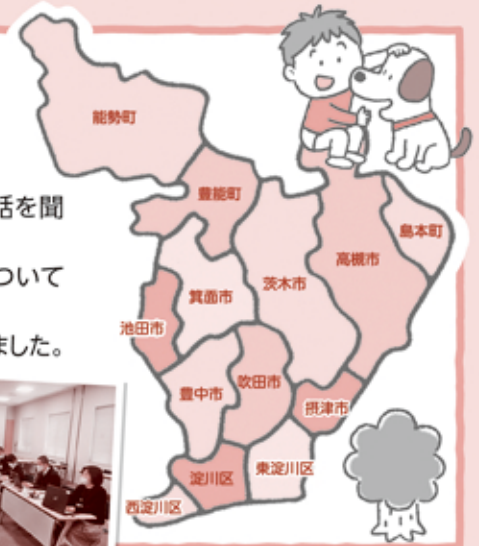 能勢町
豊能町
話を聞
島本町
高槻市
ついて
茨木市
箕面市
池田市
ました。
豊中市
吹田市
摂津市
淀川区
東淀川区
西淀川区